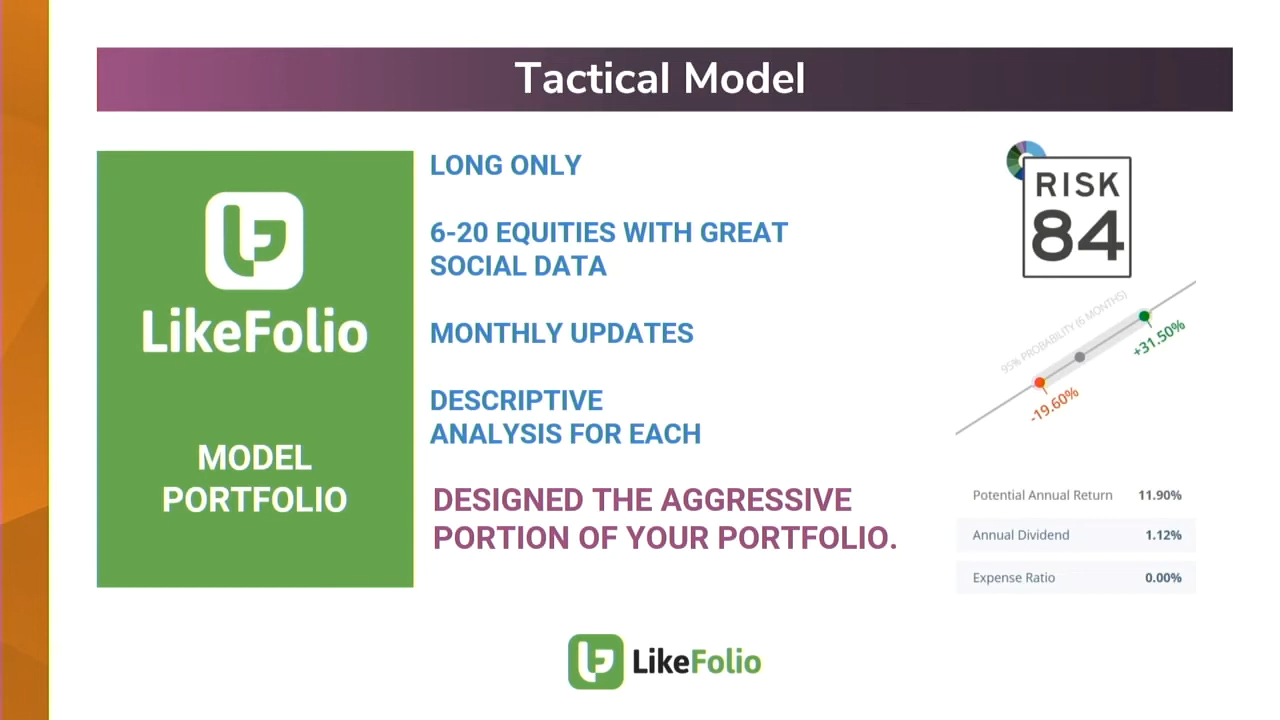 Tactical Model
LikeFolio
MODEL
PORTFOLIO
LONG ONLY
6-20 EQUITIES WITH GREAT
SOCIAL DATA
MONTHLY UPDATES
DESCRIPTIVE
ANALYSIS FOR EACH
DESIGNED THE AGGRESSIVE
PORTION OF YOUR PORTFOLIO.
RISK
84
95% PROBABILITY (6 MONTHS)
+31.50%
-19.60%
Potential Annual Return 11.90%
Annual Dividend 1.12%
Expense Ratio 0.00%
LikeFolio